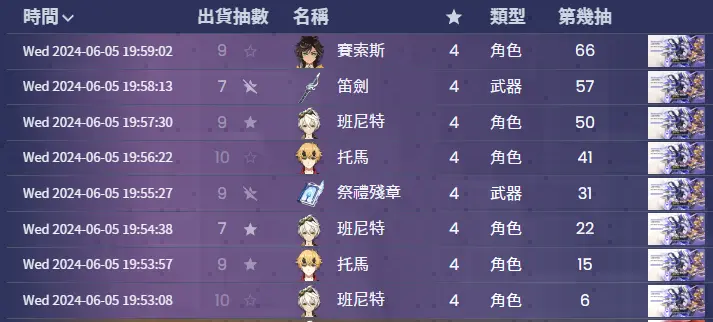 時間 出貨抽數 名稱 ★ 類型 第幾抽
Wed 2024-06-05 19:59:02 9 ☆ 賽索斯 4 角色 66
Wed 2024-06-05 19:58:13 7 笛劍 4 武器 57
Wed 2024-06-05 19:57:30 9 ★ 班尼特 4 角色 50
Wed 2024-06-05 19:56:22 10 ☆ 托馬 4 角色 41
Wed 2024-06-05 19:55:27 9 祭禮殘章 4 武器 31
Wed 2024-06-05 19:54:38 7 ★ 班尼特 4 角色 22
Wed 2024-06-05 19:53:57 9 ★ 托馬 4 角色 15
Wed 2024-06-05 19:53:08 10 ☆ 班尼特 4 角色 6